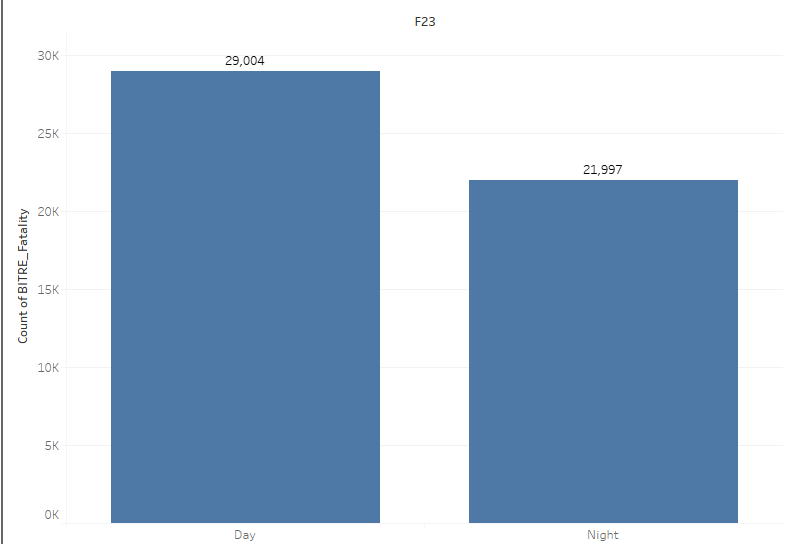 F23
29,004
21,997
30K
25K
20K
15K
10K
5K
0K
Count of BITRE_Fatality
Day
Night